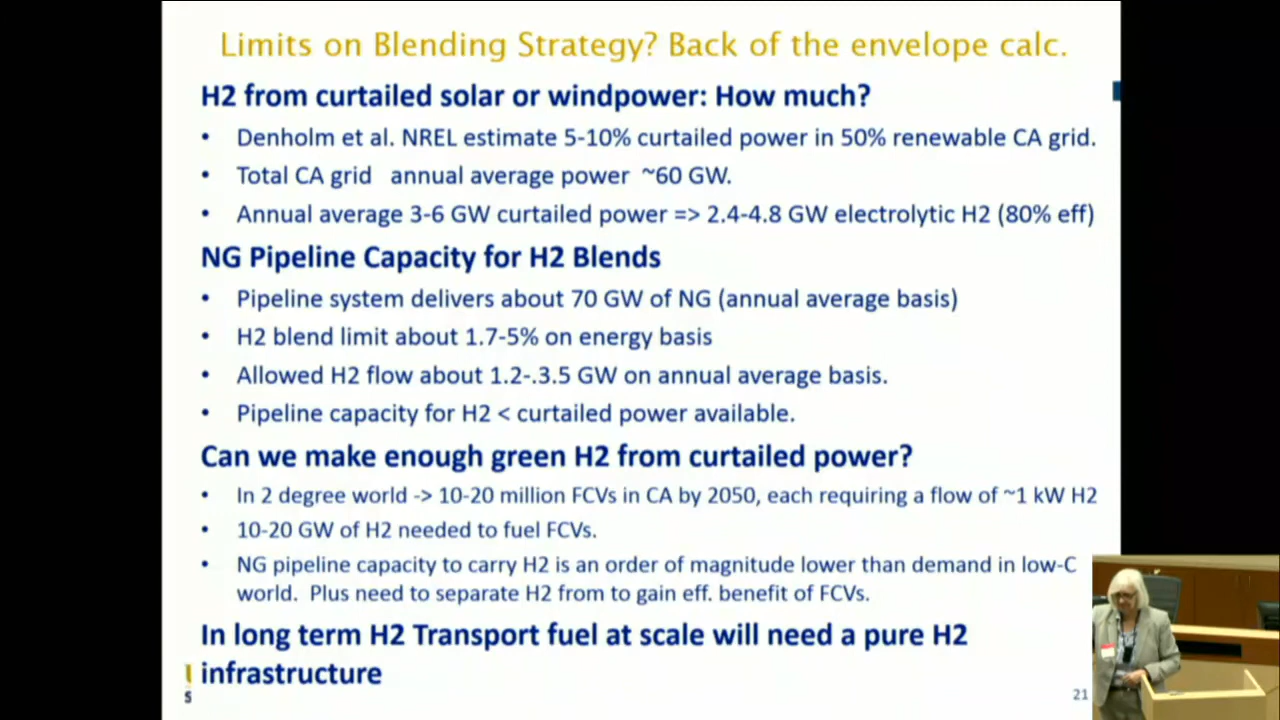 Limits on Blending Strategy? Back of the envelope calc.
H2 from curtailed solar or windpower: How much?
• Denholm et al. NREL estimate 5-10% curtailed power in 50% renewable CA grid.
• Total CA grid annual average power ~60 GW.
• Annual average 3-6 GW curtailed power => 2.4-4.8 GW electrolytic H2 (80% eff)
NG Pipeline Capacity for H2 Blends
• Pipeline system delivers about 70 GW of NG (annual average basis)
• H2 blend limit about 1.7-5% on energy basis
• Allowed H2 flow about 1.2-.3.5 GW on annual average basis.
• Pipeline capacity for H2 < curtailed power available.
Can we make enough green H2 from curtailed power?
• In 2 degree world -> 10-20 million FCVs in CA by 2050, each requiring a flow of ~1 kW H2
• 10-20 GW of H2 needed to fuel FCVs.
• NG pipeline capacity to carry H2 is an order of magnitude lower than demand in low-C
world. Plus need to separate H2 from to gain eff. benefit of FCVs.
In long term H2 Transport fuel at scale will need a pure H2
infrastructure
21